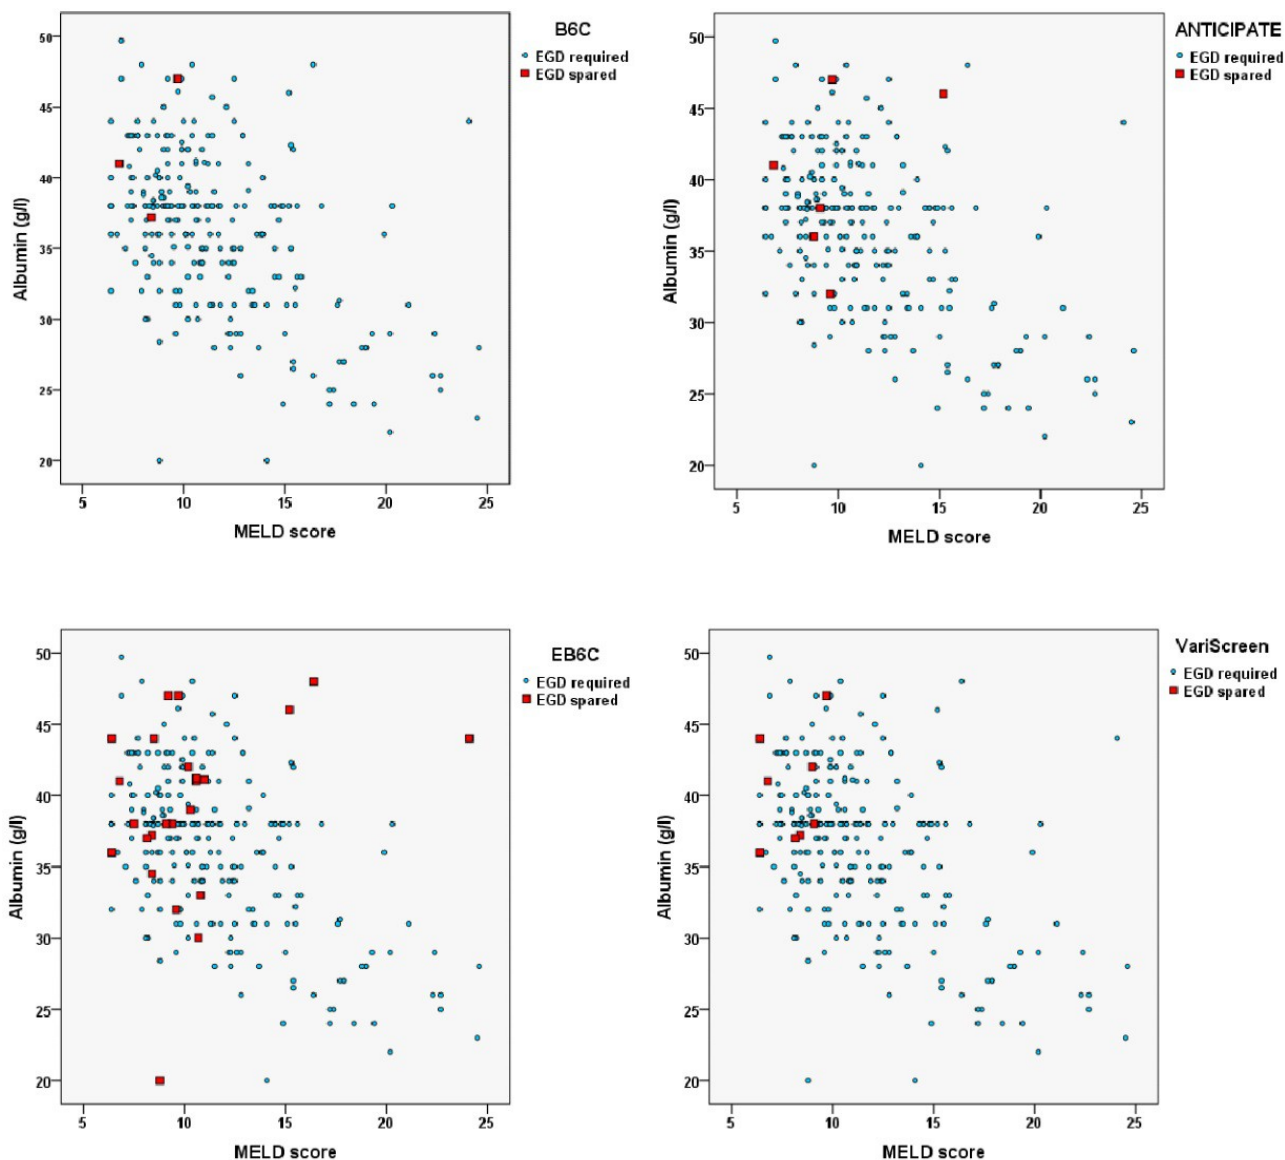 B6C
EGD required
EGD spared
Albumin (g/l)
50
45
40
35
30
25
20
5 10 15 20 25
MELD score
ANTICIPATE
EGD required
EGD spared
Albumin (g/l)
50
45
40
35
30
25
20
5 10 15 20 25
MELD score
EB6C
EGD required
EGD spared
Albumin (g/l)
50
45
40
35
30
25
20
5 10 15 20 25
MELD score
VariScreen
EGD required
EGD spared
Albumin (g/l)
50
45
40
35
30
25
20
5 10 15 20 25
MELD score